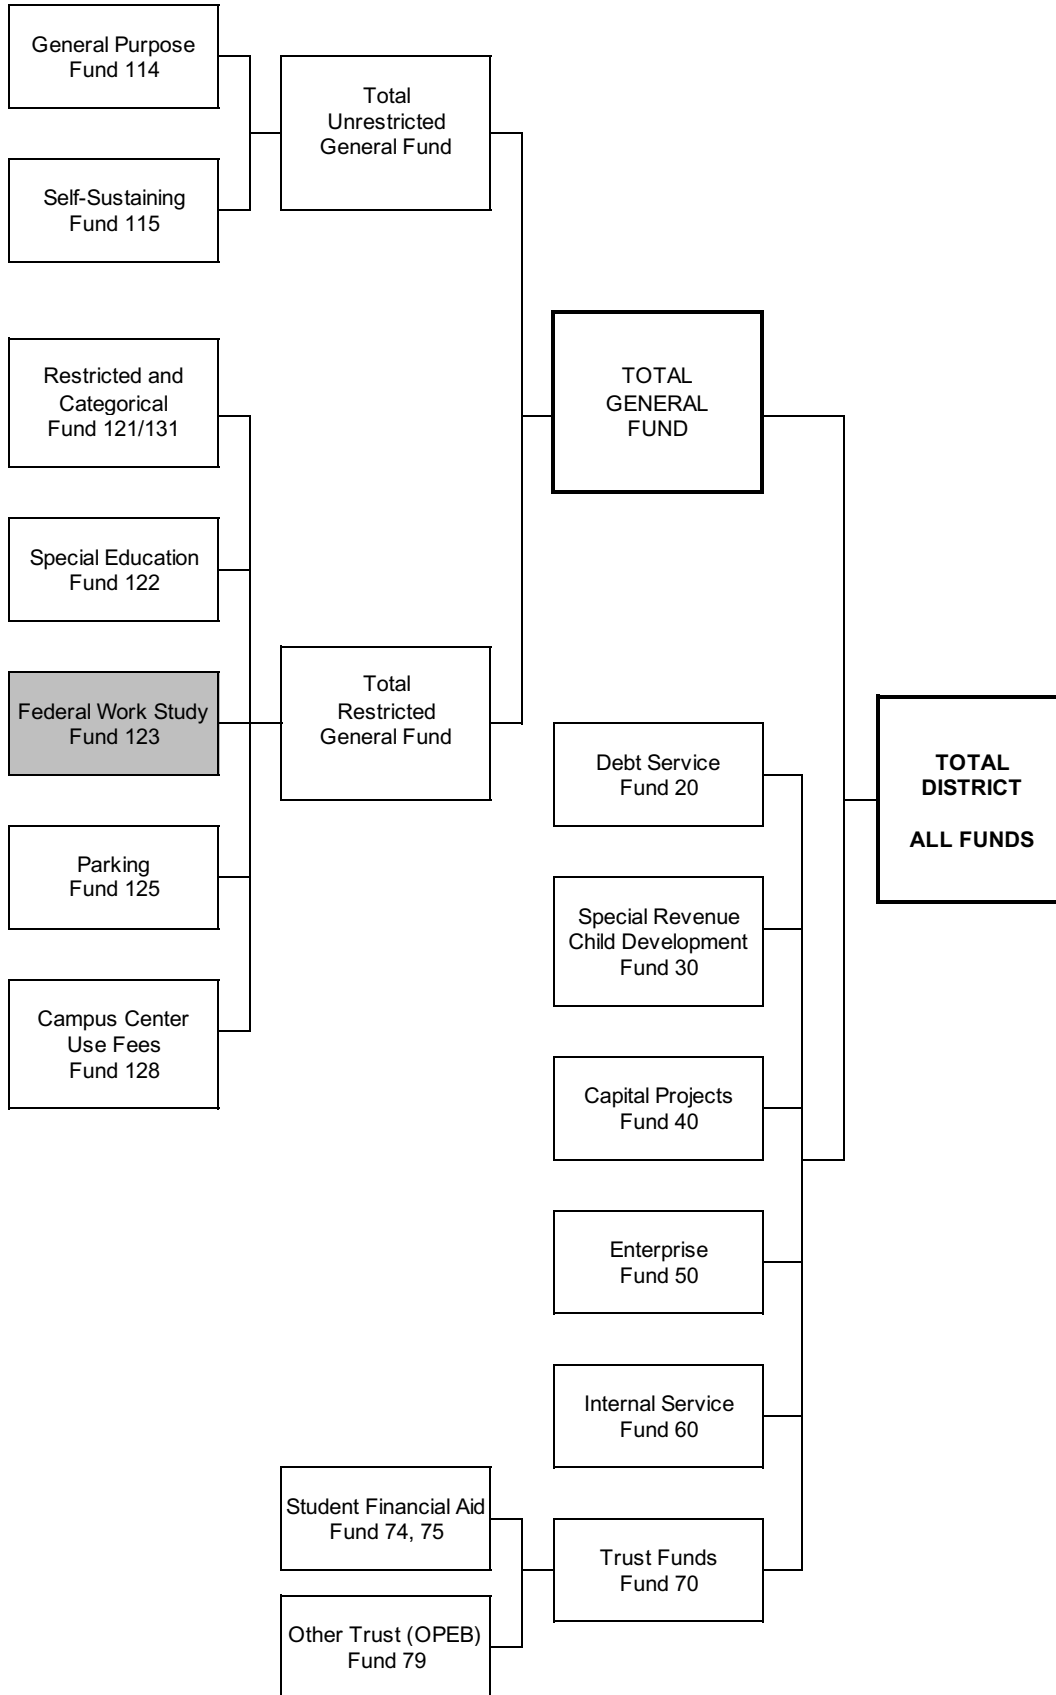 General Purpose
Fund 114
Self-Sustaining
Fund 115
Total
Unrestricted
General Fund
Restricted and
Categorical
Fund 121/131
Special Education
Fund 122
Federal Work Study
Fund 123
Parking
Fund 125
Campus Center
Use Fees
Fund 128
Total
Restricted
General Fund
TOTAL
GENERAL
FUND
Debt Service
Fund 20
Special Revenue
Child Development
Fund 30
Capital Projects
Fund 40
Enterprise
Fund 50
Internal Service
Fund 60
Student Financial Aid
Fund 74, 75
Other Trust (OPEB)
Fund 79
Trust Funds
Fund 70
TOTAL
DISTRICT
ALL FUNDS